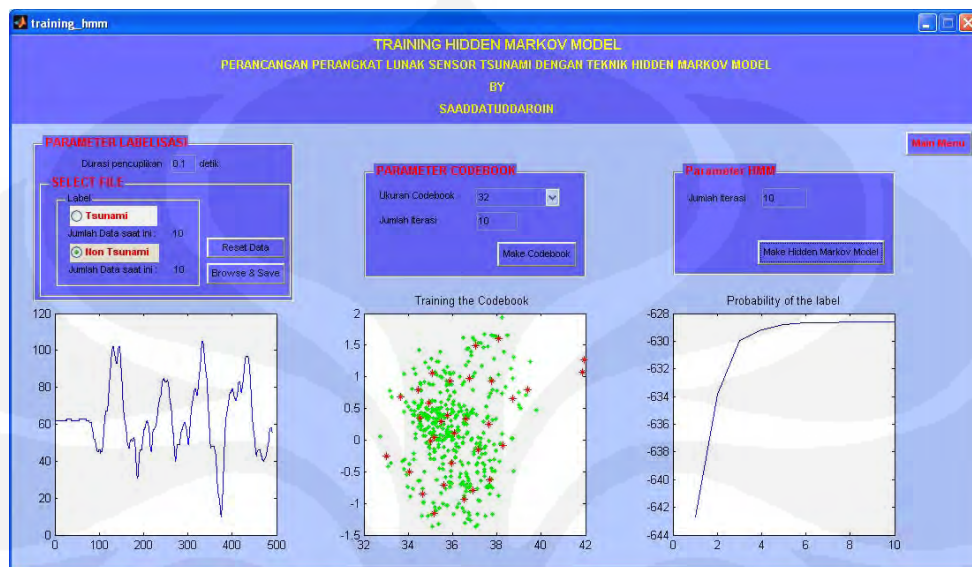 training_hmm
TRAINING HIDDEN MARKOV MODEL
PERANCANGAN PERANGKAT LUNAK SENSOR TSUNAMI DENGAN TEKNIK HIDDEN MARKOV MODEL
BY
SAADDATUDDAROIN
Main Menu
PARAMETER LABELISASI
Durasi pencuplikan 0.1 detik
SELECT FILE
Label
Tsunami
Jumlah Data saat ini : 10
Non Tsunami
Jumlah Data saat ini : 10
Reset Data
Browse & Save
PARAMETER CODEBOOK
Ukuran Codebook 32
Jumlah Iterasi 10
Make Codebook
Parameter HMM
Jumlah Iterasi 10
Make Hidden Markov Model
120
100
80
60
40
20
0
0 100 200 300 400 500
Training the Codebook
2
1.5
1
0.5
0
-0.5
-1
-1.5
32 34 36 38 40 42
Probability of the label
-628
-630
-632
-634
-636
-638
-640
-642
-644
0 2 4 6 8 10